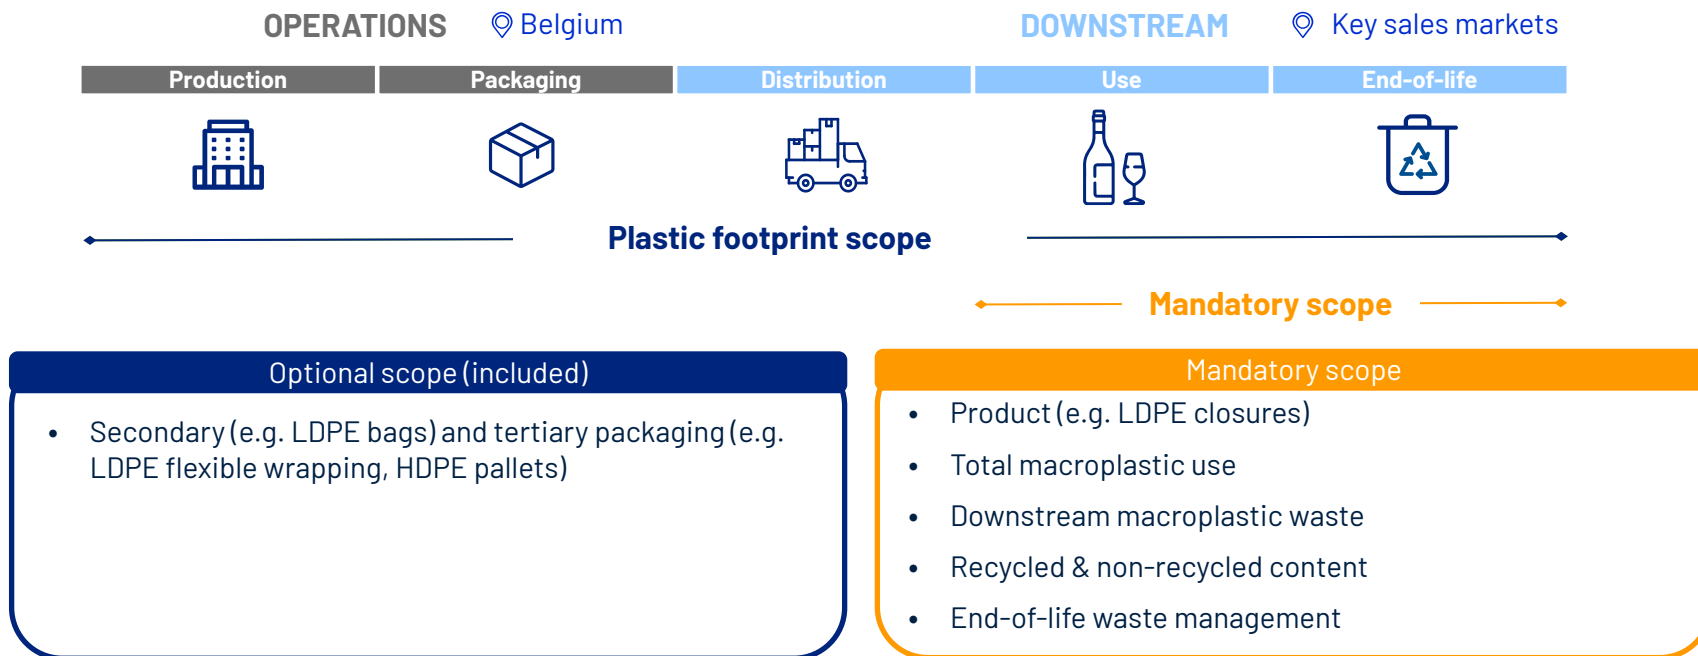 OPERATIONS Belgium DOWNSTREAM Key sales markets
Production Packaging Distribution Use End-of-life
Plastic footprint scope
Mandatory scope
Optional scope (included)
• Secondary (e.g. LDPE bags) and tertiary packaging (e.g.
LDPE flexible wrapping, HDPE pallets)
Mandatory scope
• Product (e.g. LDPE closures)
• Total macroplastic use
• Downstream macroplastic waste
• Recycled & non-recycled content
• End-of-life waste management